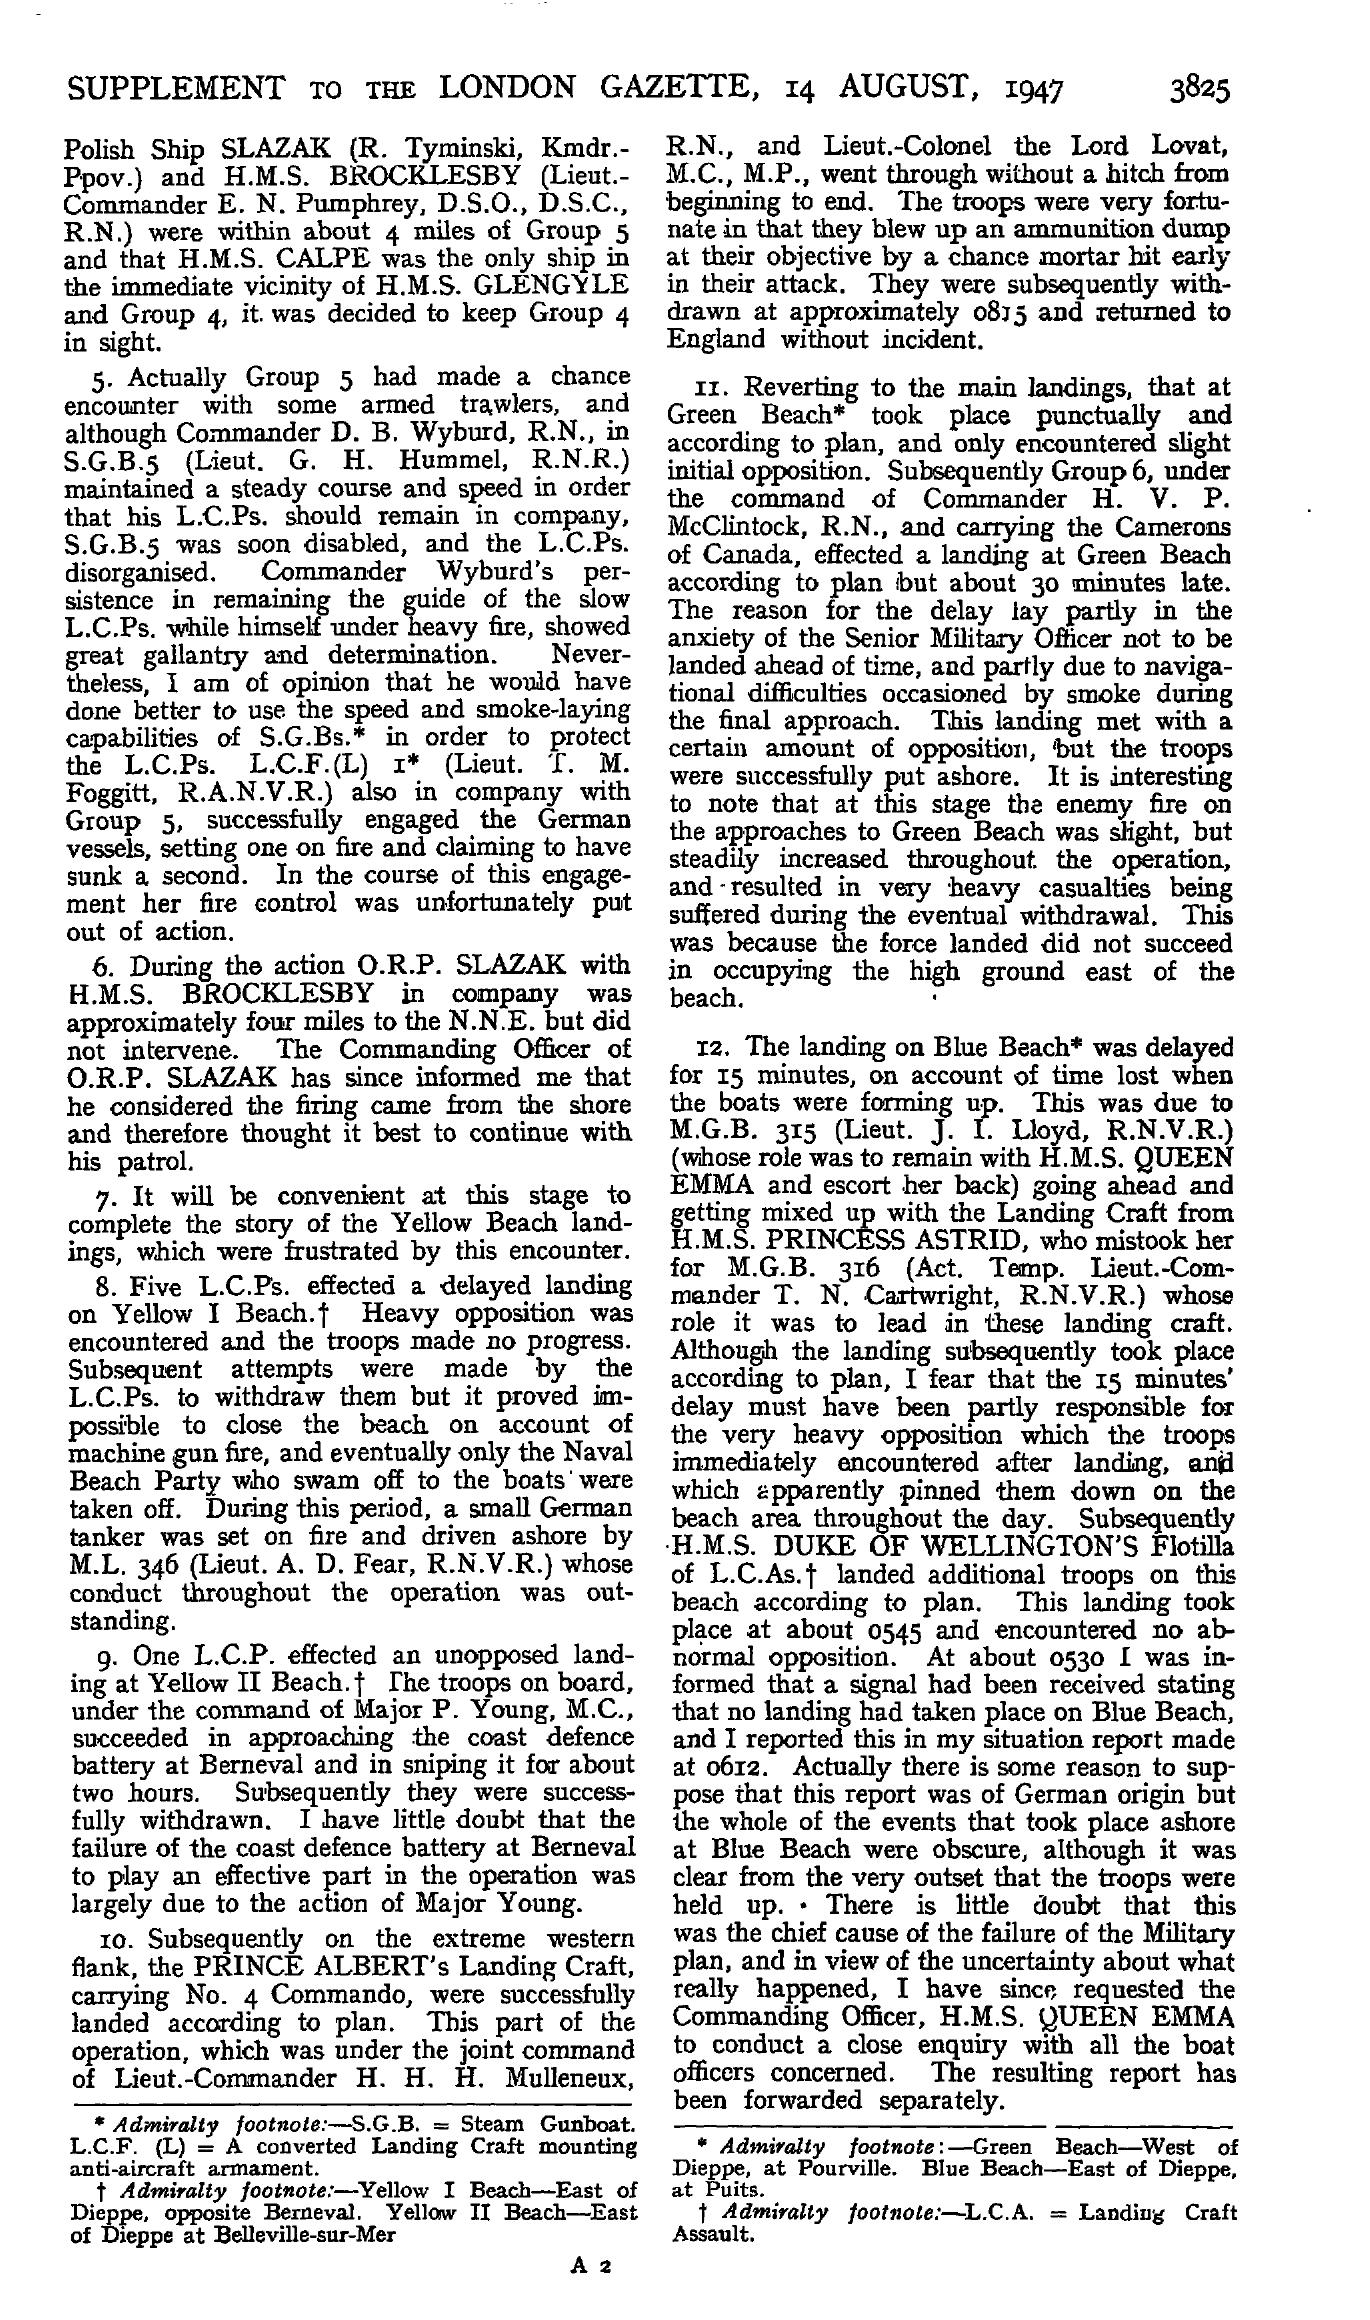 SUPPLEMENT TO THE LONDON GAZETTE, 14 AUGUST, 1947 3825
Polish Ship SLAZAK (R. Tyminski, Kmdr.-
Ppov.) and H.M.S. BROCKLESBY (Lieut.-
Commander E. N. Pumphrey, D.S.O., D.S.C.,
R.N.) were within about 4 miles of Group 5
and that H.M.S. CALPE was the only ship in
the immediate vicinity of H.M.S. GLENGYLE
and Group 4, it was decided to keep Group 4
in sight.
5. Actually Group 5 had made a chance
encounter with some armed trawlers, and
although Commander D. B. Wyburd, R.N., in
S.G.B.5 (Lieut. G. H. Hummel, R.N.R.)
maintained a steady course and speed in order
that his L.C.Ps. should remain in company,
S.G.B.5 was soon disabled, and the L.C.Ps.
disorganised. Commander Wyburd's per-
sistence in remaining the guide of the slow
L.C.Ps. while himself under heavy fire, showed
great gallantry and determination. Never-
theless, I am of opinion that he would have
done better to use the speed and smoke-laying
capabilities of S.G.Bs.* in order to protect
the L.C.Ps. L.C.F.(L) 1* (Lieut. T. M.
Foggitt, R.A.N.V.R.) also in company with
Group 5, successfully engaged the German
vessels, setting one on fire and claiming to have
sunk a second. In the course of this engage-
ment her fire control was unfortunately put
out of action.
6. During the action O.R.P. SLAZAK with
H.M.S. BROCKLESBY in company was
approximately four miles to the N.N.E. but did
not intervene. The Commanding Officer of
O.R.P. SLAZAK has since informed me that
he considered the firing came from the shore
and therefore thought it best to continue with
his patrol.
7. It will be convenient at this stage to
complete the story of the Yellow Beach land-
ings, which were frustrated by this encounter.
8. Five L.C.Ps. effected a delayed landing
on Yellow I Beach.† Heavy opposition was
encountered and the troops made no progress.
Subsequent attempts were made by the
L.C.Ps. to withdraw them but it proved im-
possible to close the beach on account of
machine gun fire, and eventually only the Naval
Beach Party who swam off to the boats were
taken off. During this period, a small German
tanker was set on fire and driven ashore by
M.L. 346 (Lieut. A. D. Fear, R.N.V.R.) whose
conduct throughout the operation was out-
standing.
9. One L.C.P. effected an unopposed land-
ing at Yellow II Beach.† The troops on board,
under the command of Major P. Young, M.C.,
succeeded in approaching the coast defence
battery at Berneval and in sniping it for about
two hours. Subsequently they were success-
fully withdrawn. I have little doubt that the
failure of the coast defence battery at Berneval
to play an effective part in the operation was
largely due to the action of Major Young.
10. Subsequently on the extreme western
flank, the PRINCE ALBERT's Landing Craft,
carrying No. 4 Commando, were successfully
landed according to plan. This part of the
operation, which was under the joint command
of Lieut.-Commander H. H. H. Mulleneux,
* Admiralty footnote:—S.G.B. = Steam Gunboat.
L.C.F. (L) = A converted Landing Craft mounting
anti-aircraft armament.
† Admiralty footnote:—Yellow I Beach—East of
Dieppe, opposite Berneval. Yellow II Beach—East
of Dieppe at Belleville-sur-Mer
R.N., and Lieut.-Colonel the Lord Lovat,
M.C., M.P., went through without a hitch from
beginning to end. The troops were very fortu-
nate in that they blew up an ammunition dump
at their objective by a chance mortar hit early
in their attack. They were subsequently with-
drawn at approximately 0815 and returned to
England without incident.
11. Reverting to the main landings, that at
Green Beach* took place punctually and
according to plan, and only encountered slight
initial opposition. Subsequently Group 6, under
the command of Commander H. V. P.
McClintock, R.N., and carrying the Camerons
of Canada, effected a landing at Green Beach
according to plan but about 30 minutes late.
The reason for the delay lay partly in the
anxiety of the Senior Military Officer not to be
landed ahead of time, and partly due to naviga-
tional difficulties occasioned by smoke during
the final approach. This landing met with a
certain amount of opposition, but the troops
were successfully put ashore. It is interesting
to note that at this stage the enemy fire on
the approaches to Green Beach was slight, but
steadily increased throughout the operation,
and resulted in very heavy casualties being
suffered during the eventual withdrawal. This
was because the force landed did not succeed
in occupying the high ground east of the
beach.
12. The landing on Blue Beach* was delayed
for 15 minutes, on account of time lost when
the boats were forming up. This was due to
M.G.B. 315 (Lieut. J. I. Lloyd, R.N.V.R.)
(whose role was to remain with H.M.S. QUEEN
EMMA and escort her back) going ahead and
getting mixed up with the Landing Craft from
H.M.S. PRINCESS ASTRID, who mistook her
for M.G.B. 316 (Act. Temp. Lieut.-Com-
mander T. N. Cartwright, R.N.V.R.) whose
role it was to lead in these landing craft.
Although the landing subsequently took place
according to plan, I fear that the 15 minutes'
delay must have been partly responsible for
the very heavy opposition which the troops
immediately encountered after landing, and
which apparently pinned them down on the
beach area throughout the day. Subsequently
H.M.S. DUKE OF WELLINGTON'S Flotilla
of L.C.As.† landed additional troops on this
beach according to plan. This landing took
place at about 0545 and encountered no ab-
normal opposition. At about 0530 I was in-
formed that a signal had been received stating
that no landing had taken place on Blue Beach,
and I reported this in my situation report made
at 0612. Actually there is some reason to sup-
pose that this report was of German origin but
the whole of the events that took place ashore
at Blue Beach were obscure, although it was
clear from the very outset that the troops were
held up. There is little doubt that this
was the chief cause of the failure of the Military
plan, and in view of the uncertainty about what
really happened, I have since requested the
Commanding Officer, H.M.S. QUEEN EMMA
to conduct a close enquiry with all the boat
officers concerned. The resulting report has
been forwarded separately.
* Admiralty footnote:—Green Beach—West of
Dieppe, at Pourville. Blue Beach—East of Dieppe,
at Puits.
† Admiralty footnote:—L.C.A. = Landing Craft
Assault.
A 2